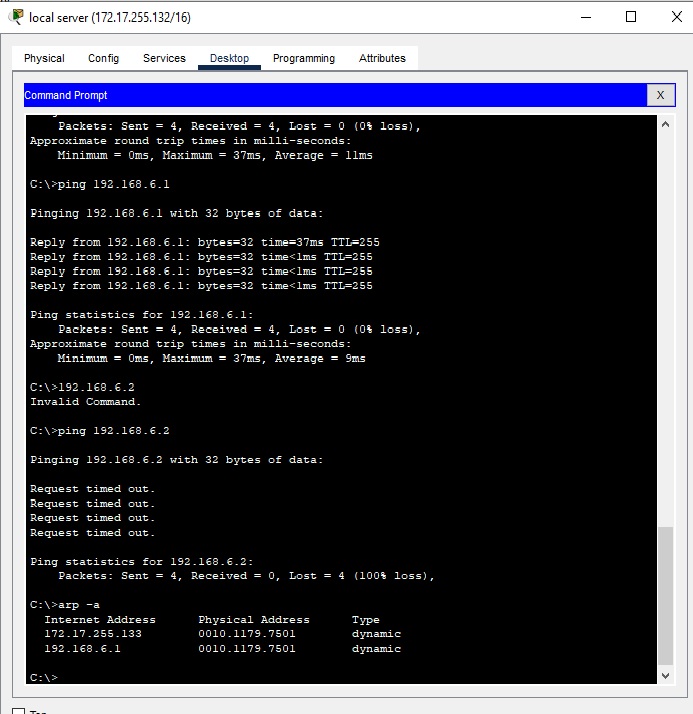 local server (172.17.255.132/16)
Physical Config Services Desktop Programming Attributes
Command Prompt X
Packets: Sent = 4, Received = 4, Lost = 0 (0% loss),
Approximate round trip times in milli-seconds:
Minimum = 0ms, Maximum = 37ms, Average = 11ms
C:\>ping 192.168.6.1
Pinging 192.168.6.1 with 32 bytes of data:
Reply from 192.168.6.1: bytes=32 time=37ms TTL=255
Reply from 192.168.6.1: bytes=32 time<1ms TTL=255
Reply from 192.168.6.1: bytes=32 time<1ms TTL=255
Reply from 192.168.6.1: bytes=32 time<1ms TTL=255
Ping statistics for 192.168.6.1:
Packets: Sent = 4, Received = 4, Lost = 0 (0% loss),
Approximate round trip times in milli-seconds:
Minimum = 0ms, Maximum = 37ms, Average = 9ms
C:\>192.168.6.2
Invalid Command.
C:\>ping 192.168.6.2
Pinging 192.168.6.2 with 32 bytes of data:
Request timed out.
Request timed out.
Request timed out.
Request timed out.
Ping statistics for 192.168.6.2:
Packets: Sent = 4, Received = 0, Lost = 4 (100% loss),
C:\>arp -a
Internet Address Physical Address Type
172.17.255.133 0010.1179.7501 dynamic
192.168.6.1 0010.1179.7501 dynamic
C:\>